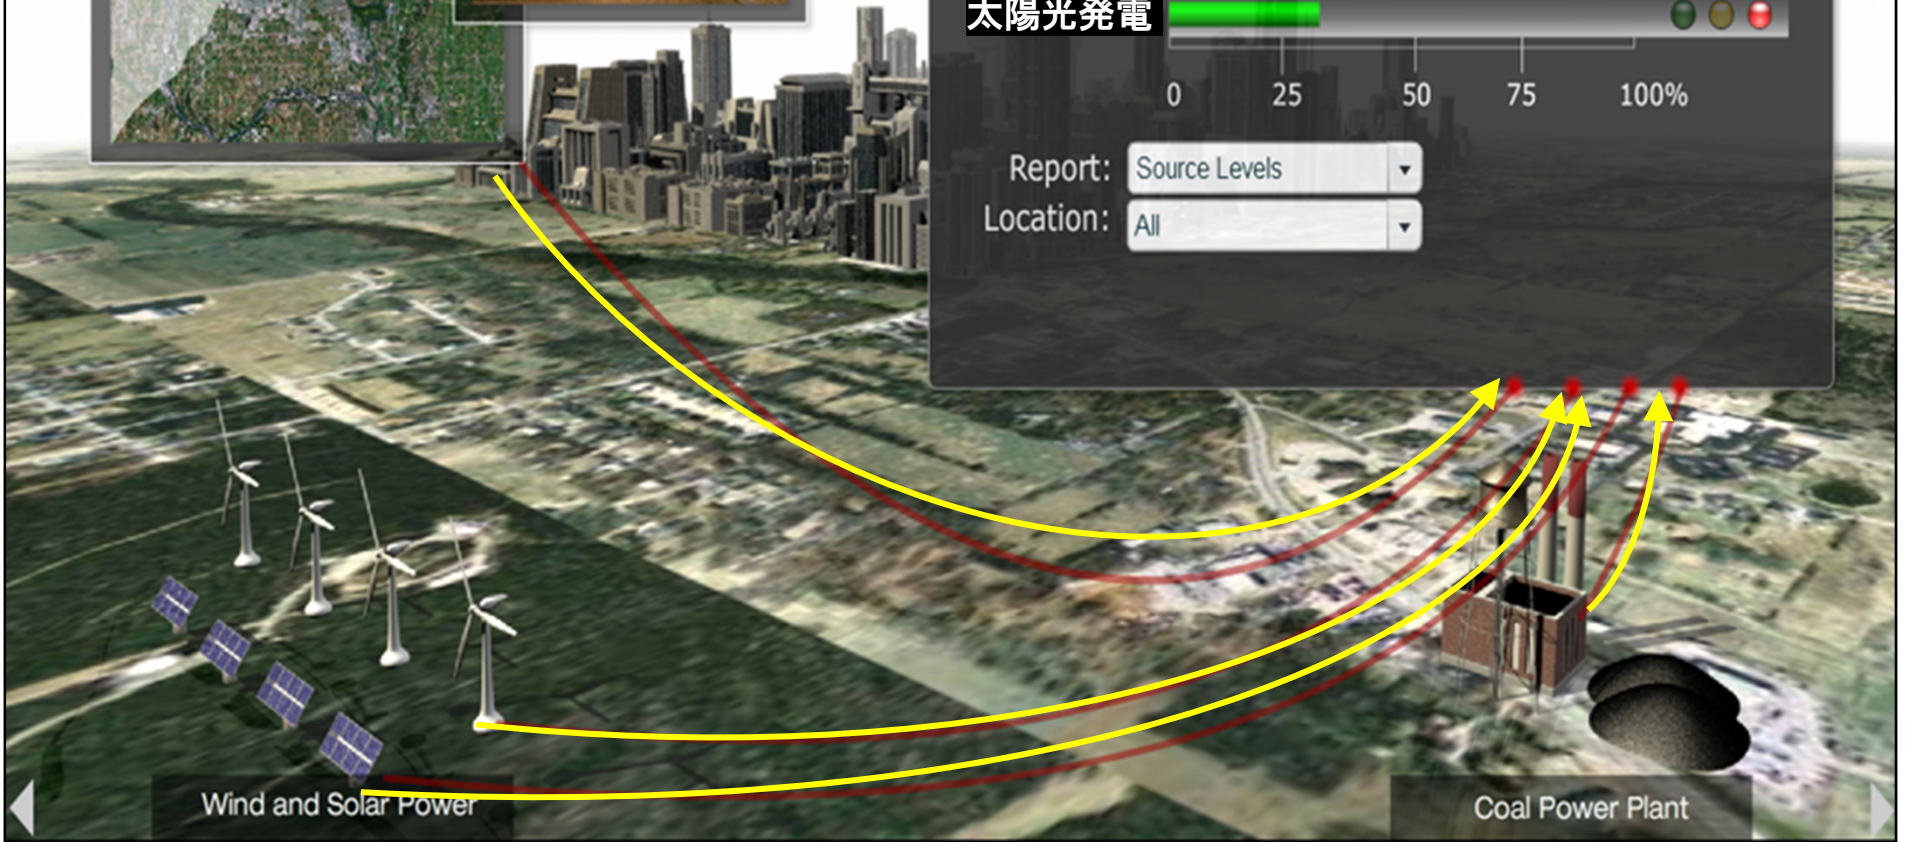 太陽光発電
0 25 50 75 100%
Report: Source Levels
Location: All
Wind and Solar Power
Coal Power Plant